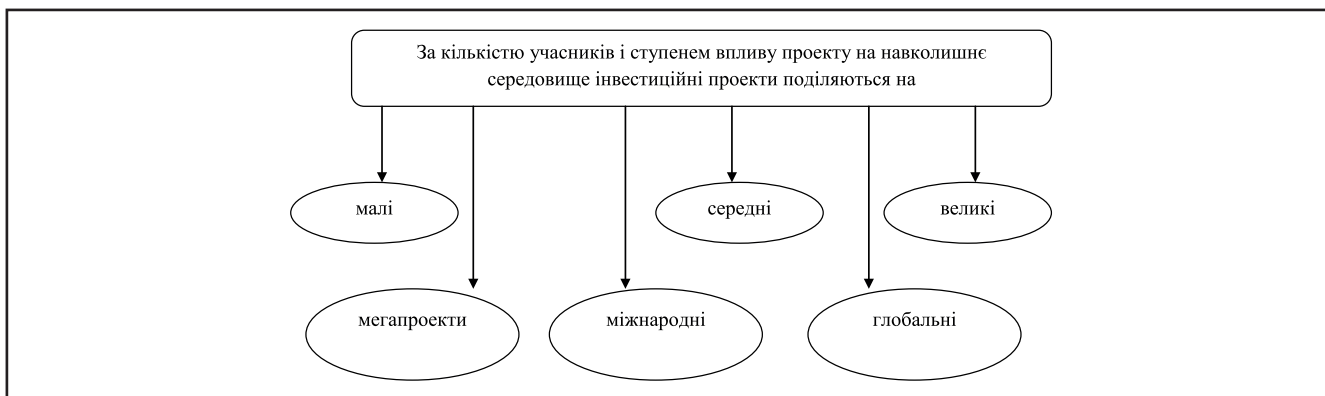 За кількістю учасників і ступенем впливу проекту на навколишнє
середовище інвестиційні проекти поділяються на
малі
середні
великі
мегапроекти
міжнародні
глобальні